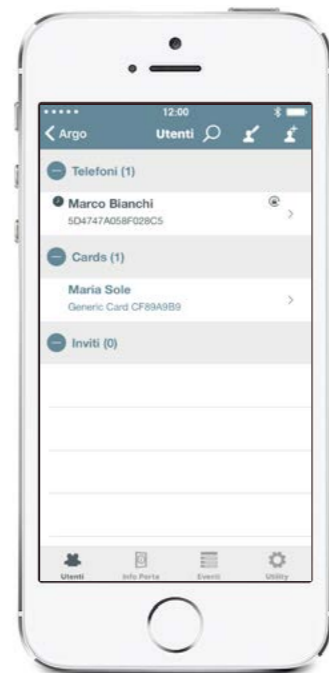 12:00
Argo
Utenti
Telefoni (1)
Marco Bianchi
5D4747A058F028C5
Cards (1)
Maria Sole
Generic Card CF89A9B9
Inviti (0)
Utenti Info Porta Eventi Utility